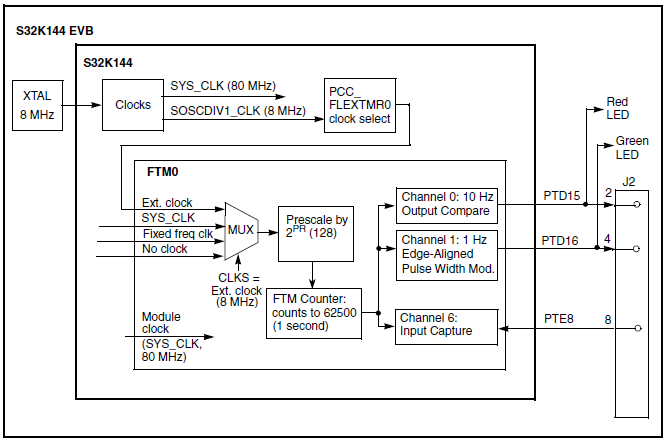 S32K144 EVB
S32K144
XTAL
8 MHz
Clocks
SYS_CLK (80 MHz)
SOSCDIV1_CLK (8 MHz)
PCC_
FLEXTMR0
clock select
Red
LED
Green
LED
FTM0
J2
Ext. clock
SYS_CLK
Fixed freq clk
No clock
MUX
CLKS =
Ext. clock
(8 MHz)
Prescale by
2PR (128)
FTM Counter:
counts to 62500
(1 second)
Module
clock
(SYS_CLK,
80 MHz)
Channel 0: 10 Hz
Output Compare
Channel 1: 1 Hz
Edge-Aligned
Pulse Width Mod.
Channel 6:
Input Capture
PTD15
2
PTD16
4
PTE8
8